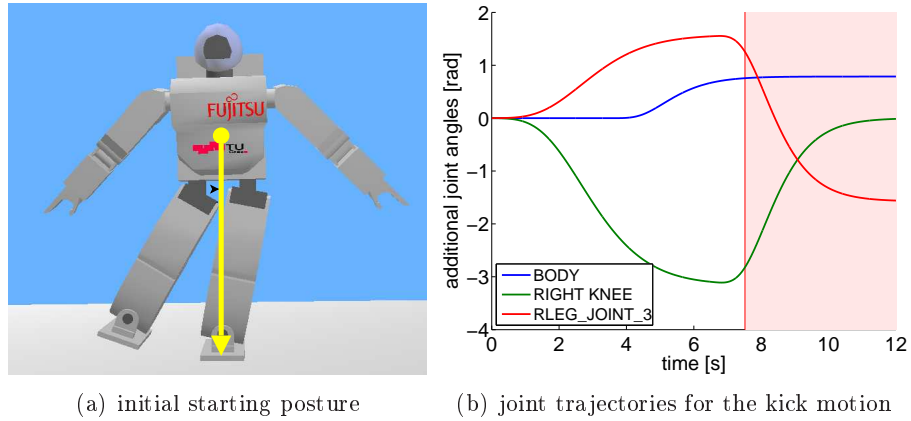 FUJITSU
TU
additional joint angles [rad]
2
1
0
−1
−2
−3
−4
BODY
RIGHT KNEE
RLEG_JOINT_3
0 2 4 6 8 10 12
time [s]
(a) initial starting posture
(b) joint trajectories for the kick motion